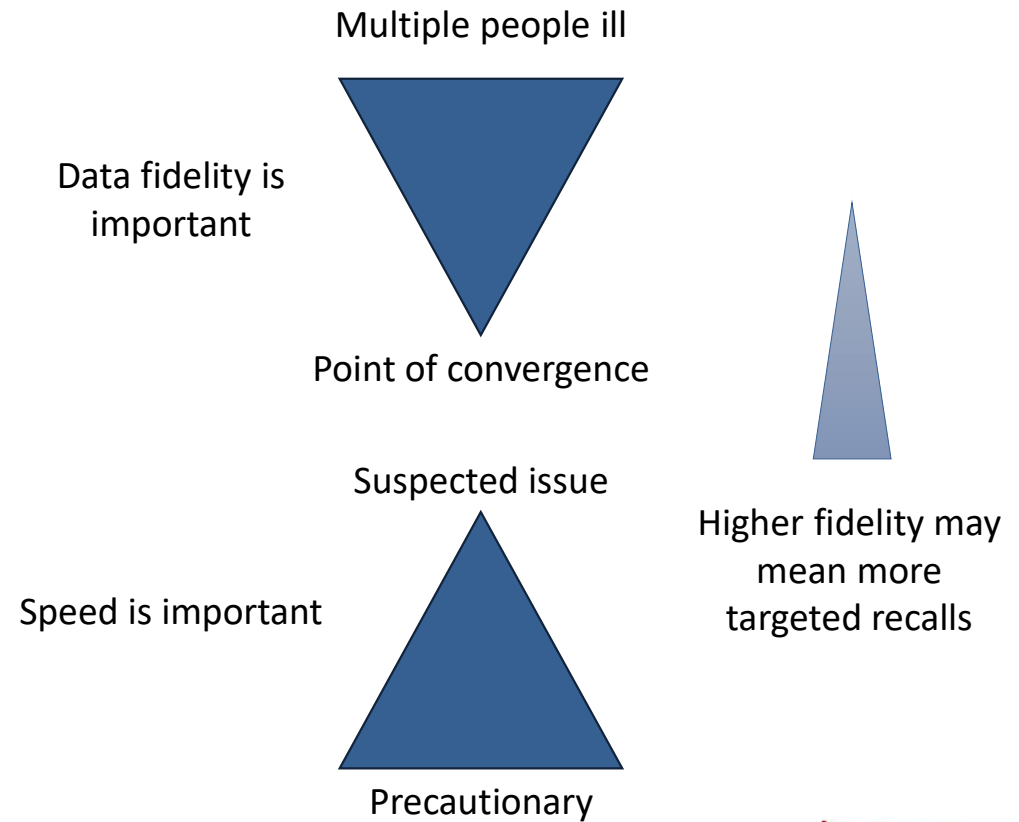 Multiple people ill
Data fidelity is
important
Point of convergence
Suspected issue
Higher fidelity may
mean more
targeted recalls
Speed is important
Precautionary